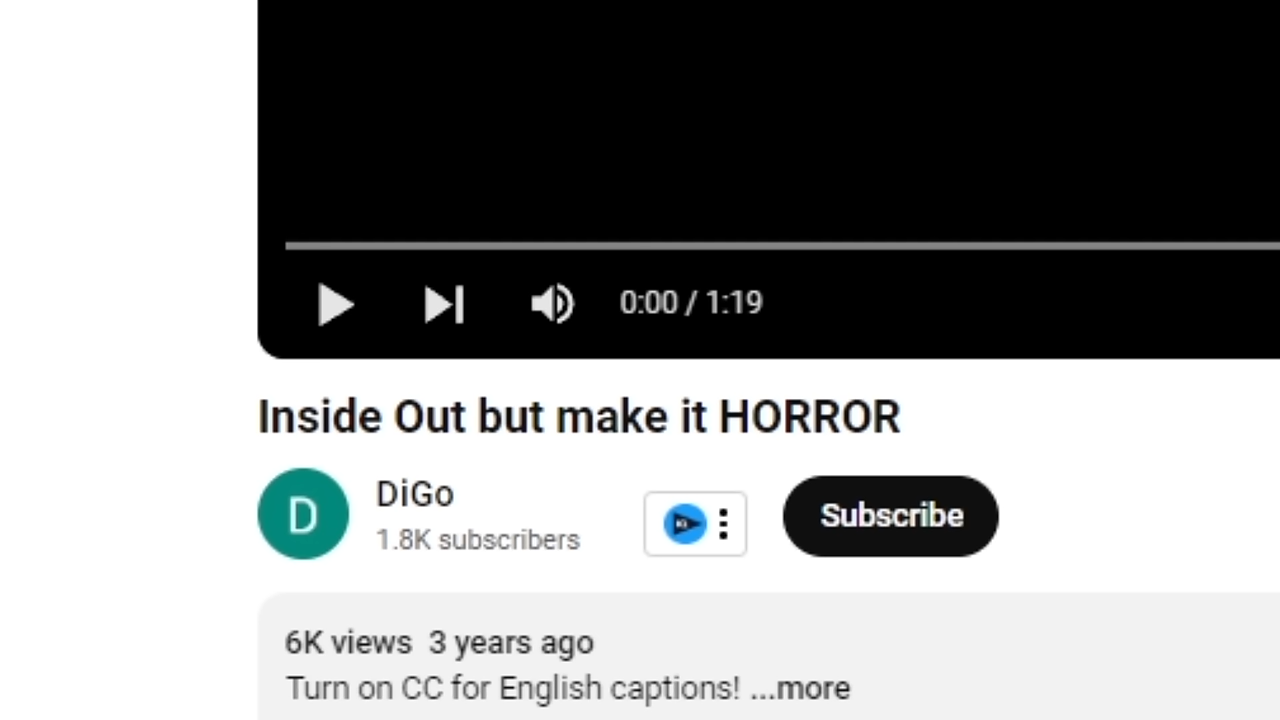 0:00 / 1:19
Inside Out but make it HORROR
D
DiGo
1.8K subscribers
Subscribe
6K views 3 years ago
Turn on CC for English captions! ...more